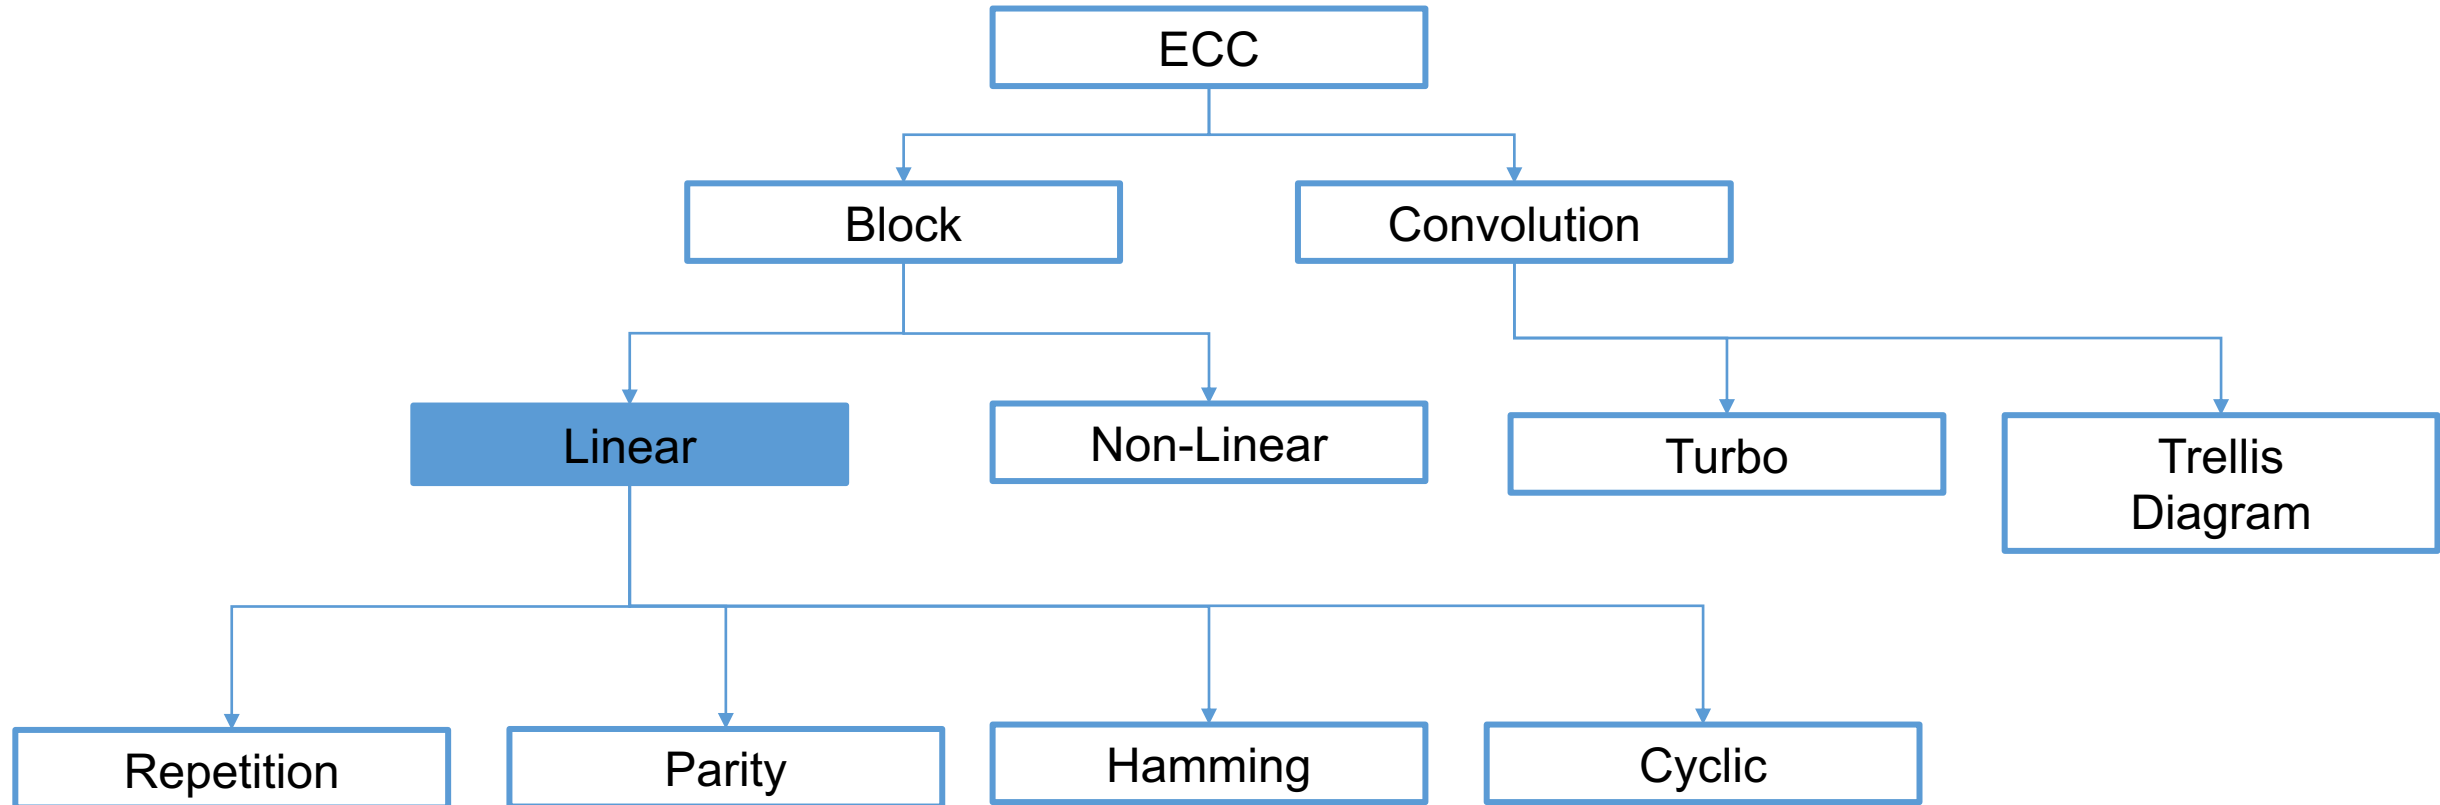 ECC
Block
Convolution
Linear
Non-Linear
Turbo
Trellis
Diagram
Repetition
Parity
Hamming
Cyclic